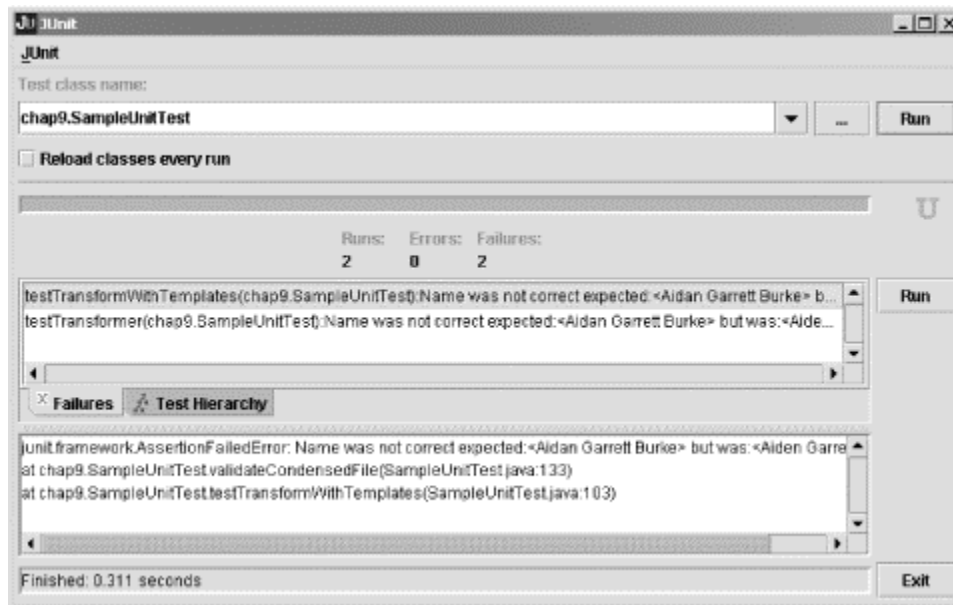 JU JUnit
JUnit
Test class name:
chap9.SampleUnitTest
... Run
Reload classes every run
Runs: Errors: Failures:
2 0 2
testTransformWithTemplates(chap9.SampleUnitTest):Name was not correct expected:<Aidan Garrett Burke> b...
Run
testTransformer(chap9.SampleUnitTest):Name was not correct expected:<Aidan Garrett Burke> but was:<Aide...
Failures Test Hierarchy
junit.framework.AssertionFailedError: Name was not correct expected:<Aidan Garrett Burke> but was:<Aiden Garre
at chap9.SampleUnitTest.validateCondensedFile(SampleUnitTest.java:133)
at chap9.SampleUnitTest.testTransformWithTemplates(SampleUnitTest.java:103)
Finished: 0.311 seconds
Exit